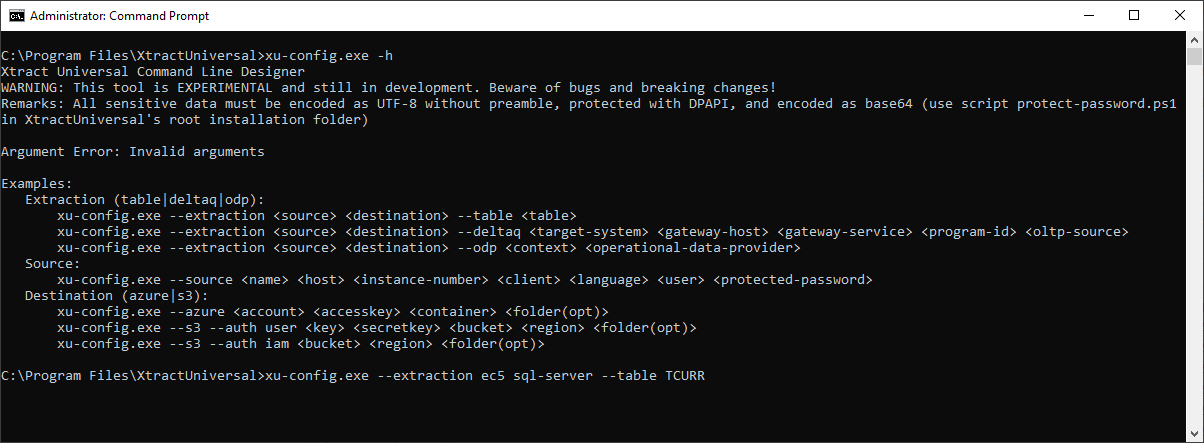 Administrator: Command Prompt
C:\Program Files\XtractUniversal>xu-config.exe -h
Xtract Universal Command Line Designer
WARNING: This tool is EXPERIMENTAL and still in development. Beware of bugs and breaking changes!
Remarks: All sensitive data must be encoded as UTF-8 without preamble, protected with DPAPI, and encoded as base64 (use script protect-password.ps1
in XtractUniversal's root installation folder)
Argument Error: Invalid arguments
Examples:
   Extraction (table|deltaq|odp):
       xu-config.exe --extraction <source> <destination> --table <table>
       xu-config.exe --extraction <source> <destination> --deltaq <target-system> <gateway-host> <gateway-service> <program-id> <oltp-source>
       xu-config.exe --extraction <source> <destination> --odp <context> <operational-data-provider>
   Source:
       xu-config.exe --source <name> <host> <instance-number> <client> <language> <user> <protected-password>
   Destination (azure|s3):
       xu-config.exe --azure <account> <accesskey> <container> <folder(opt)>
       xu-config.exe --s3 --auth user <key> <secretkey> <bucket> <region> <folder(opt)>
       xu-config.exe --s3 --auth iam <bucket> <region> <folder(opt)>
C:\Program Files\XtractUniversal>xu-config.exe --extraction ec5 sql-server --table TCURR